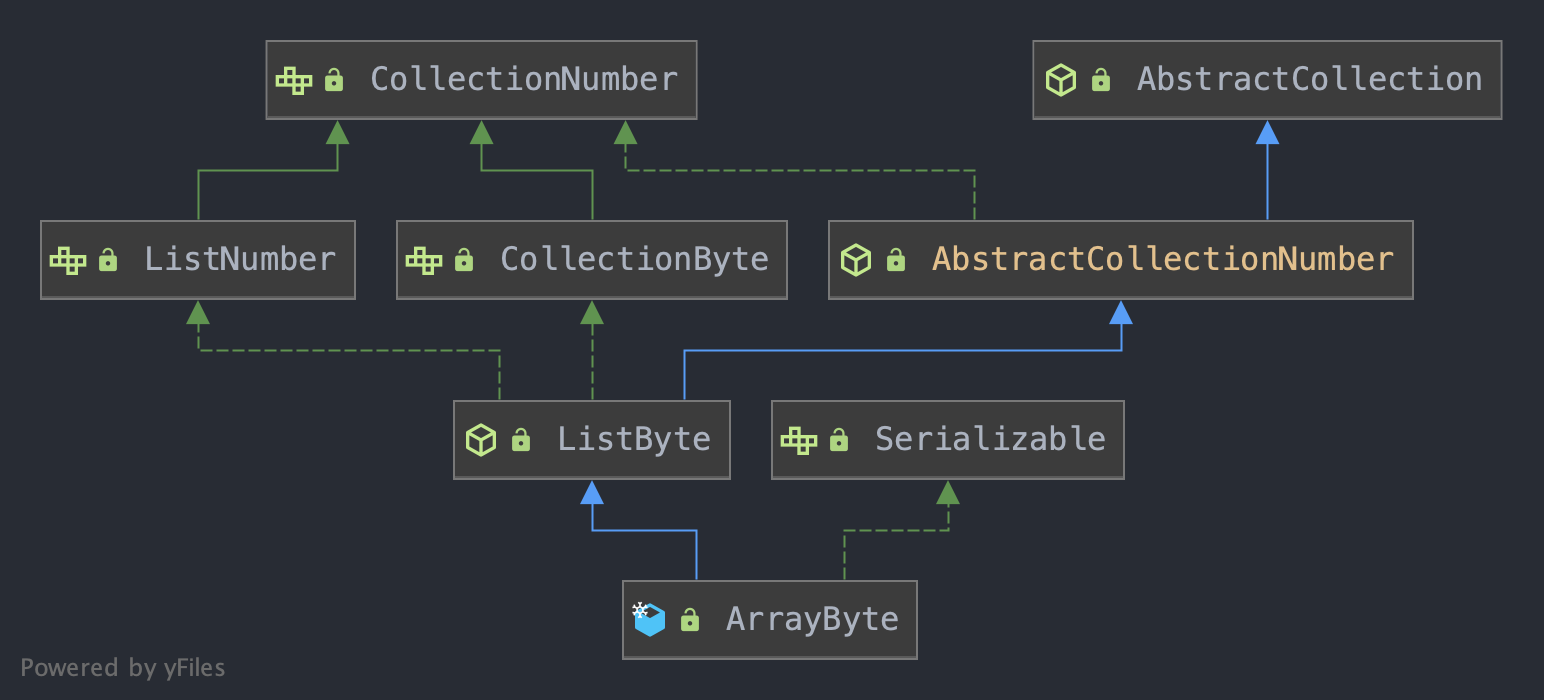 CollectionNumber
AbstractCollection
ListNumber
CollectionByte
AbstractCollectionNumber
ListByte
Serializable
ArrayByte
Powered by yFiles